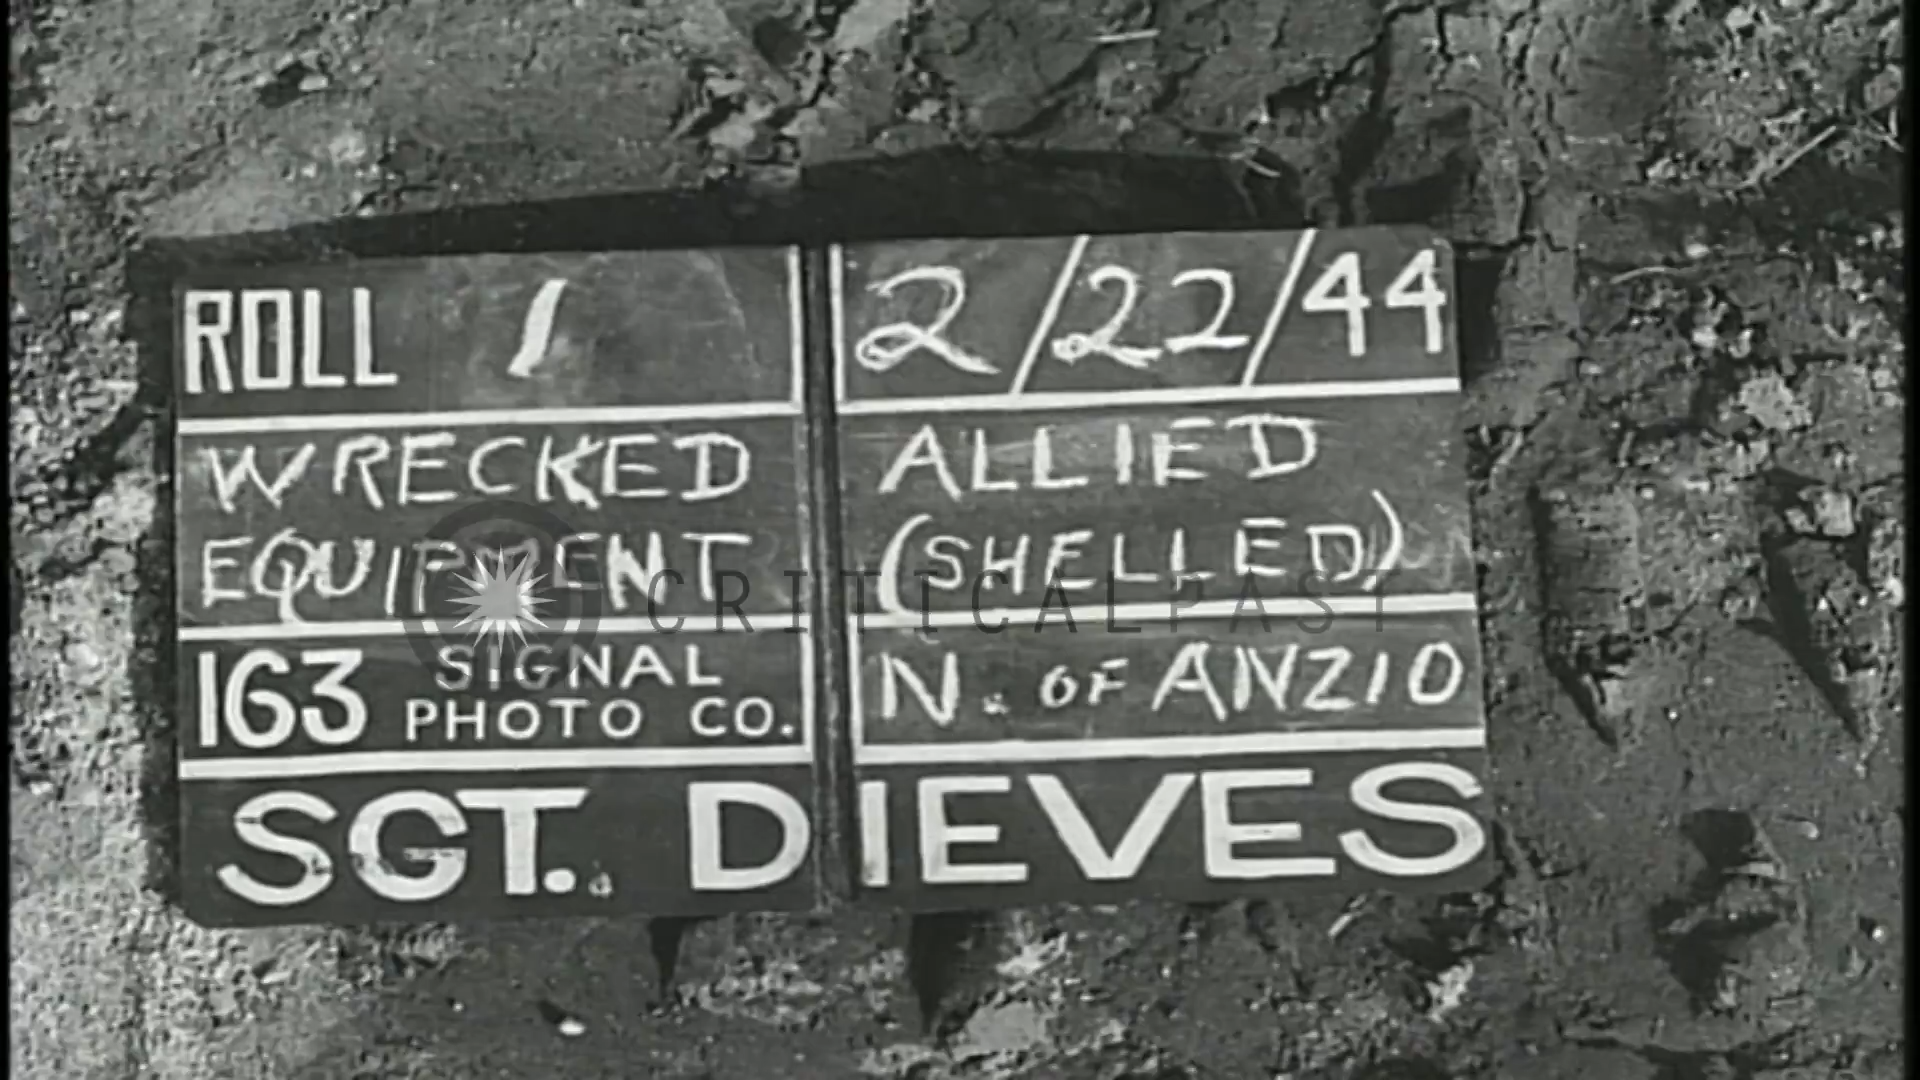 ROLL 1
2/22/44
WRECKED
EQUIPMENT
ALLIED
(SHELLED)
CRITICALPAST
163 SIGNAL
PHOTO CO.
N. OF ANZIO
SGT. DIEVES